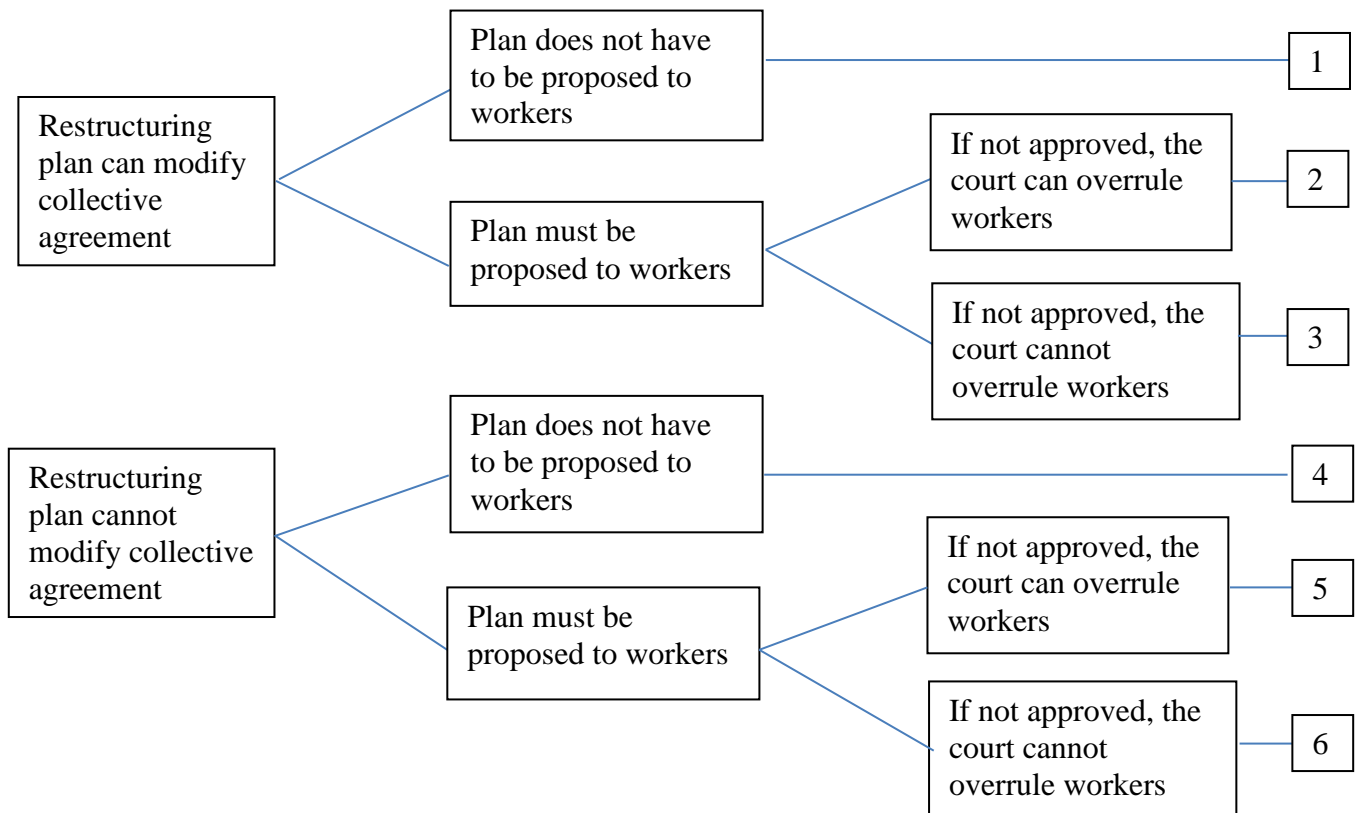 Plan does not have
to be proposed to
workers
1
Restructuring
plan can modify
collective
agreement
If not approved, the
court can overrule
workers
2
Plan must be
proposed to workers
If not approved, the
court cannot
overrule workers
3
Plan does not have
to be proposed to
workers
4
Restructuring
plan cannot
modify collective
agreement
If not approved, the
court can overrule
workers
5
Plan must be
proposed to workers
If not approved, the
court cannot
overrule workers
6